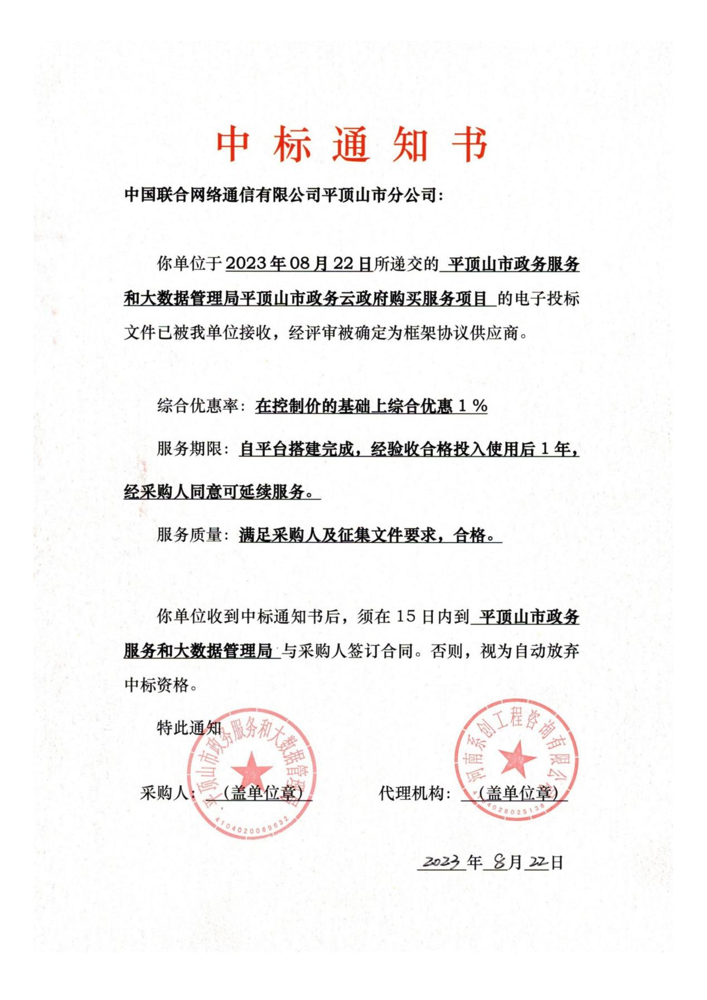 中标通知书
中国联合网络通信有限公司平顶山市分公司：
你单位于2023年08月22日所递交的 平顶山市政务服务
和大数据管理局平顶山市政务云政府购买服务项目 的电子投标
文件已被我单位接收，经评审被确定为框架协议供应商。
综合优惠率：在控制价的基础上综合优惠 1 %
服务期限：自平台搭建完成，经验收合格投入使用后 1 年，
经采购人同意可延续服务。
服务质量：满足采购人及征集文件要求，合格。
你单位收到中标通知书后，须在 15 日内到 平顶山市政务
服务和大数据管理局 与采购人签订合同。否则，视为自动放弃
中标资格。
特此通知
平顶山市政务服务和大数据管理局
4104020069632
河南系创工程咨询有限公司
4104028025136
采购人：（盖单位章） 代理机构：（盖单位章）
2023 年 8 月 22 日